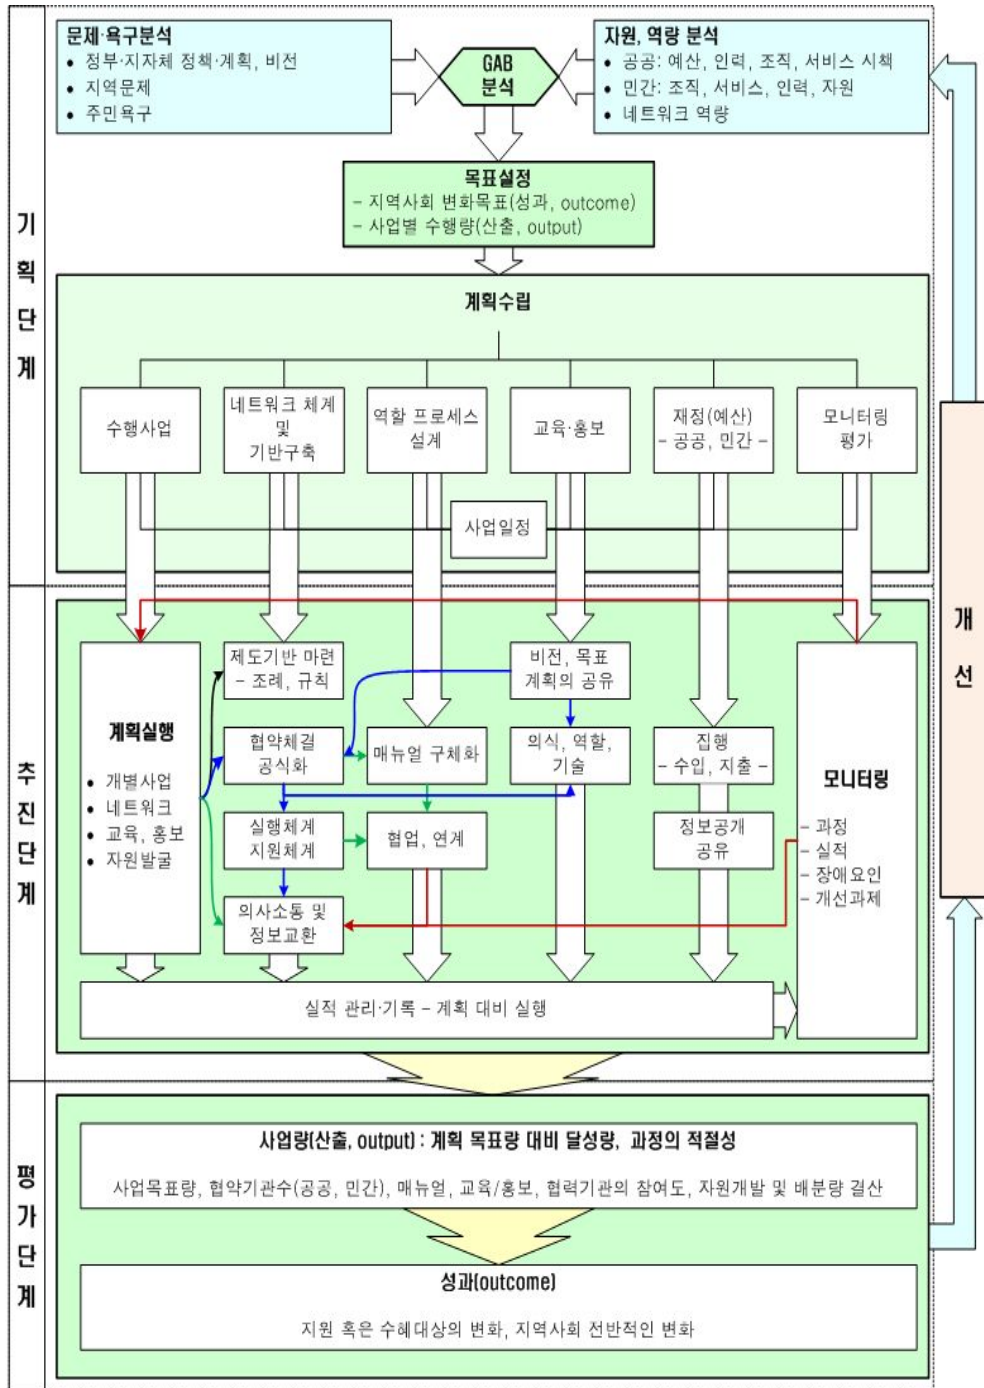 문제·욕구분석
• 정부·지자체 정책·계획, 비전
• 지역문제
• 주민욕구
GAB
분석
자원, 역량 분석
• 공공: 예산, 인력, 조직, 서비스 시책
• 민간: 조직, 서비스, 인력, 자원
• 네트워크 역량
목표설정
– 지역사회 변화목표(성과, outcome)
– 사업별 수행량(산출, output)
기획단계
계획수립
수행사업
네트워크 체계
및
기반구축
역할 프로세스
설계
교육·홍보
재정(예산)
– 공공, 민간 –
모니터링
평가
사업일정
개선
추진단계
계획실행
• 개별사업
• 네트워크
• 교육, 홍보
• 자원발굴
제도기반 마련
– 조례, 규칙
비전, 목표
계획의 공유
협약체결
공식화
매뉴얼 구체화
의식, 역할,
기술
집행
– 수입, 지출 –
실행체계
지원체계
협업, 연계
정보공개
공유
의사소통 및
정보교환
모니터링
– 과정
– 실적
– 장애요인
– 개선과제
실적 관리·기록 – 계획 대비 실행
평가단계
사업량(산출, output) : 계획 목표량 대비 달성량, 과정의 적절성
사업목표량, 협약기관수(공공, 민간), 매뉴얼, 교육/홍보, 협력기관의 참여도, 자원개발 및 배분량 결산
성과(outcome)
지원 혹은 수혜대상의 변화, 지역사회 전반적인 변화